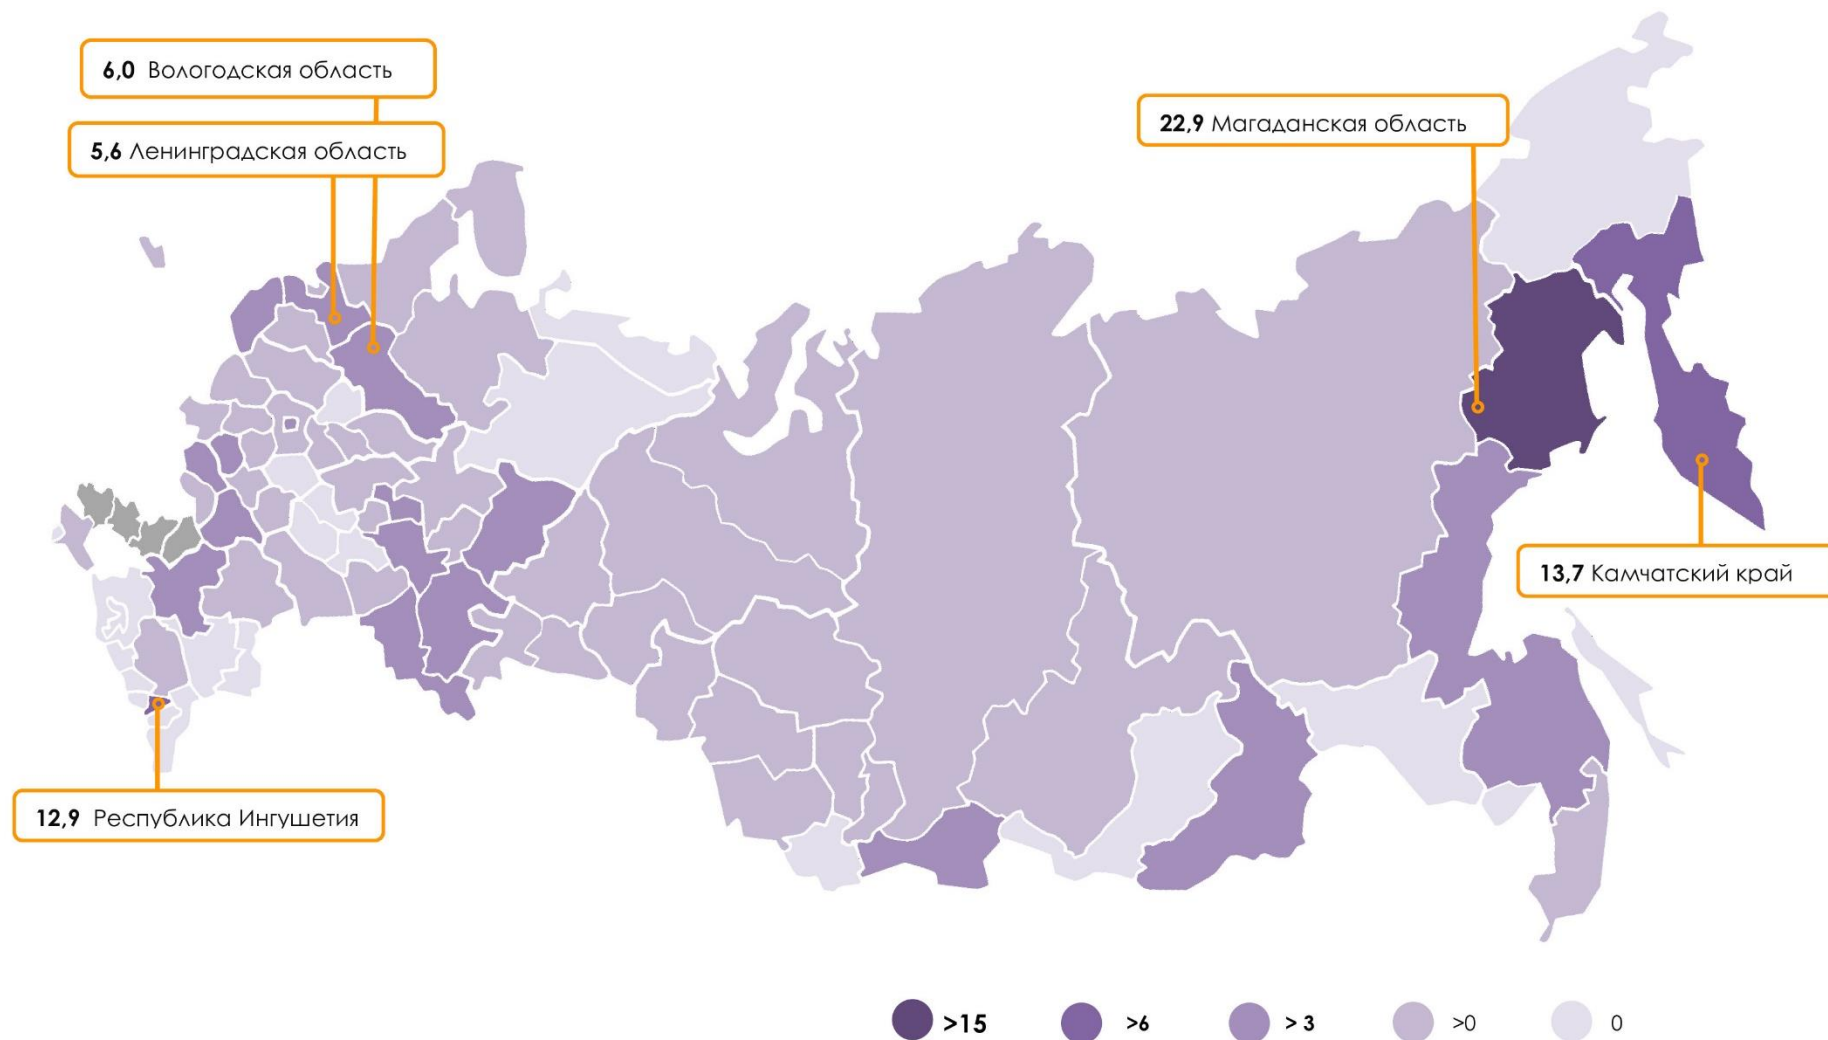 6,0 Вологодская область
5,6 Ленинградская область
22,9 Магаданская область
13,7 Камчатский край
12,9 Республика Ингушетия
>15
>6
> 3
>0
0